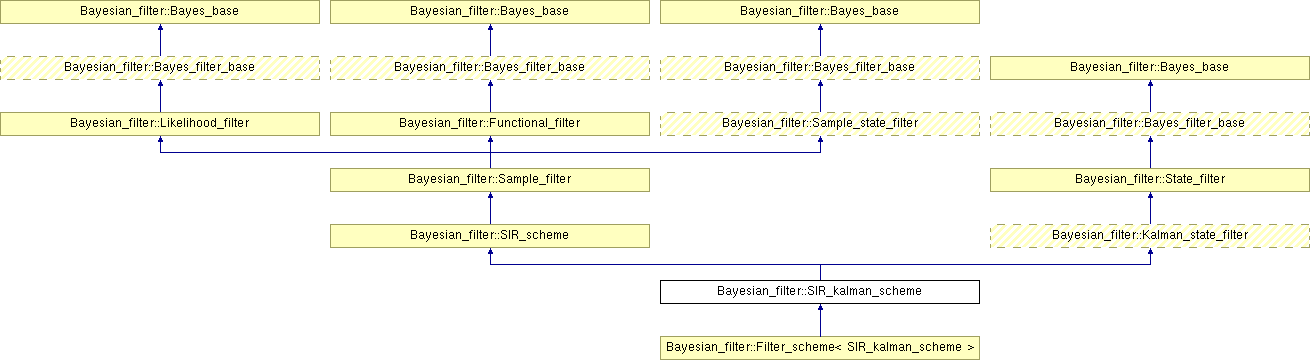 Bayesian_filter::Bayes_base
Bayesian_filter::Bayes_base
Bayesian_filter::Bayes_base
Bayesian_filter::Bayes_filter_base
Bayesian_filter::Bayes_filter_base
Bayesian_filter::Bayes_filter_base
Bayesian_filter::Bayes_base
Bayesian_filter::Likelihood_filter
Bayesian_filter::Functional_filter
Bayesian_filter::Sample_state_filter
Bayesian_filter::Bayes_filter_base
Bayesian_filter::Sample_filter
Bayesian_filter::State_filter
Bayesian_filter::SIR_scheme
Bayesian_filter::Kalman_state_filter
Bayesian_filter::SIR_kalman_scheme
Bayesian_filter::Filter_scheme< SIR_kalman_scheme >